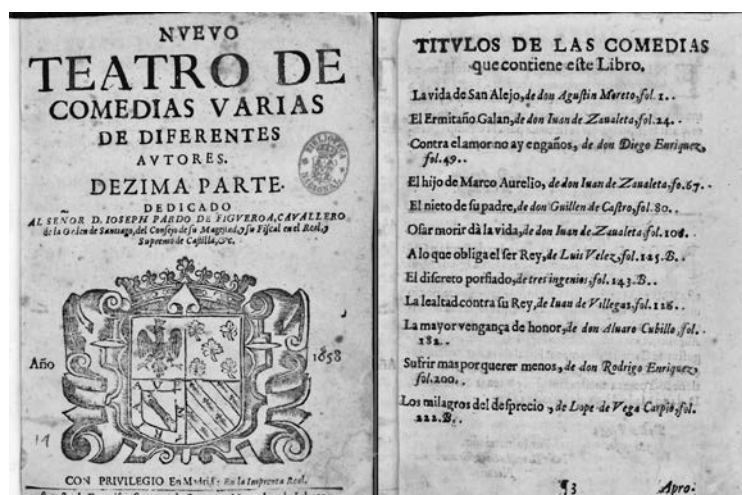 NVEVO
TEATRO DE
COMEDIAS VARIAS
DE DIFERENTES
AVTORES.
DEZIMA PARTE.
DEDICADO
AL SEÑOR D. IOSEPH PARDO DE FIGVEROA, CAVALLERO
de la Orden de Santiago, del Consejo de su Magestad, y su Fiscal en el Real, y
Supremo de Castilla, &c.
BIBLIOTECA NACIONAL
Año 1658
CON PRIVILEGIO En Madrid: En la Imprenta Real.
TITVLOS DE LAS COMEDIAS
que contiene este Libro.
La vida de San Alejo, de don Agustin Moreto, fol. 1. .
El Ermitaño Galan, de don Iuan de Zaualeta, fol. 24. .
Contra el amor no ay engaños, de don Diego Enriquez,
fol. 49. .
El hijo de Marco Aurelio, de don Iuan de Zaualeta, fo. 67. .
El nieto de su padre, de don Guillen de Castro, fol. 80. .
Osar morir dà la vida, de don Iuan de Zaualeta, fol. 106. .
A lo que obliga el ser Rey, de Luis Velez, fol. 125. B. .
El discreto porfiado, de tres ingenios, fol. 143. B. .
La lealtad contra su Rey, de Iuan de Villegas, fol. 126. .
La mayor vengança de honor, de don Aluaro Cubillo, fol.
182. .
Sufrir mas por querer menos, de don Rodrigo Enriquez,
fol. 200. .
Los milagros del desprecio, de Lope de Vega Carpio, fol.
222. B. .
¶3 Apro: